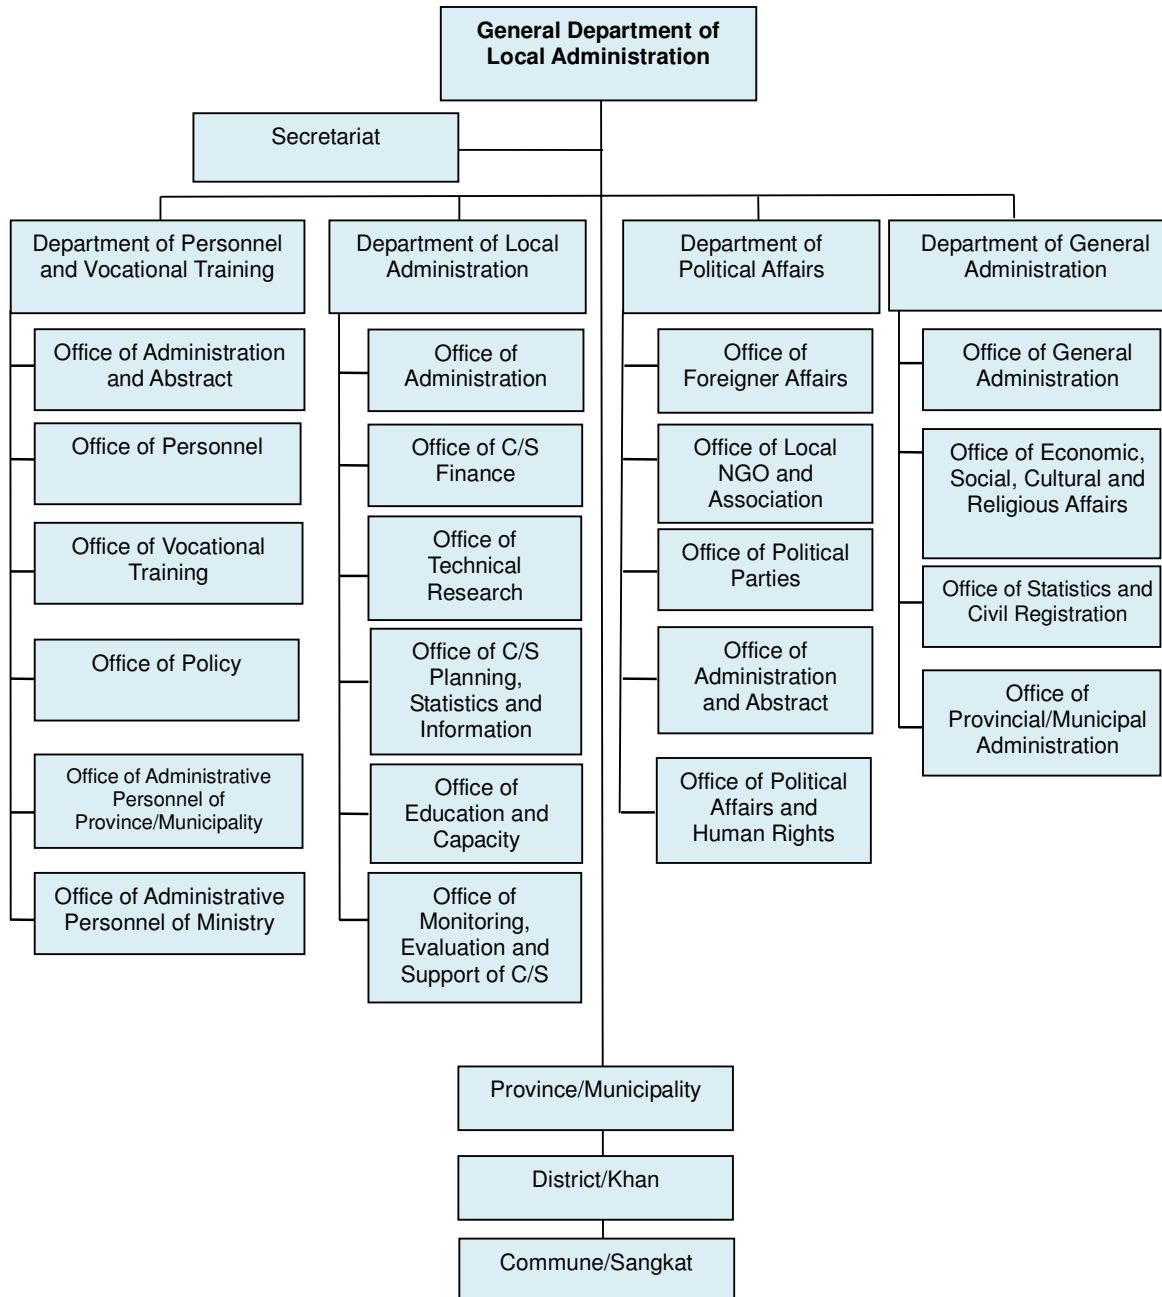 General Department of
Local Administration
Secretariat
Department of Personnel
and Vocational Training
Office of Administration
and Abstract
Office of Personnel
Office of Vocational
Training
Office of Policy
Office of Administrative
Personnel of
Province/Municipality
Office of Administrative
Personnel of Ministry
Department of Local
Administration
Office of
Administration
Office of C/S
Finance
Office of
Technical
Research
Office of C/S
Planning,
Statistics and
Information
Office of
Education and
Capacity
Office of
Monitoring,
Evaluation and
Support of C/S
Department of
Political Affairs
Office of
Foreigner Affairs
Office of Local
NGO and
Association
Office of Political
Parties
Office of
Administration
and Abstract
Office of Political
Affairs and
Human Rights
Department of General
Administration
Office of General
Administration
Office of Economic,
Social, Cultural and
Religious Affairs
Office of Statistics and
Civil Registration
Office of
Provincial/Municipal
Administration
Province/Municipality
District/Khan
Commune/Sangkat